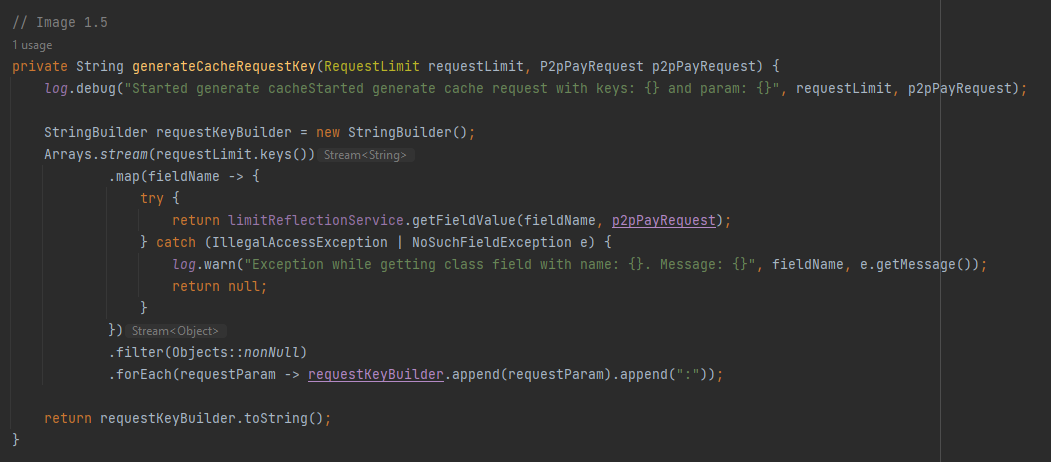 // Image 1.5
1 usage
private String generateCacheRequestKey(RequestLimit requestLimit, P2pPayRequest p2pPayRequest) {
    log.debug("Started generate cacheStarted generate cache request with keys: {} and param: {}", requestLimit, p2pPayRequest);
    StringBuilder requestKeyBuilder = new StringBuilder();
    Arrays.stream(requestLimit.keys()) Stream<String>
            .map(fieldName -> {
                try {
                    return limitReflectionService.getFieldValue(fieldName, p2pPayRequest);
                } catch (IllegalAccessException | NoSuchFieldException e) {
                    log.warn("Exception while getting class field with name: {}. Message: {}", fieldName, e.getMessage());
                    return null;
                }
            }) Stream<Object>
            .filter(Objects::nonNull)
            .forEach(requestParam -> requestKeyBuilder.append(requestParam).append(":"));
    return requestKeyBuilder.toString();
}